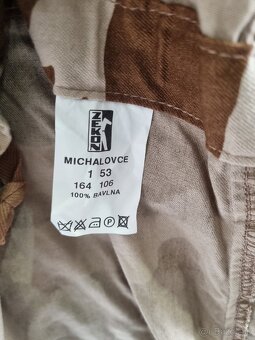 ZEKON
MICHALOVCE
1 53
164 106
100% BAVLNA